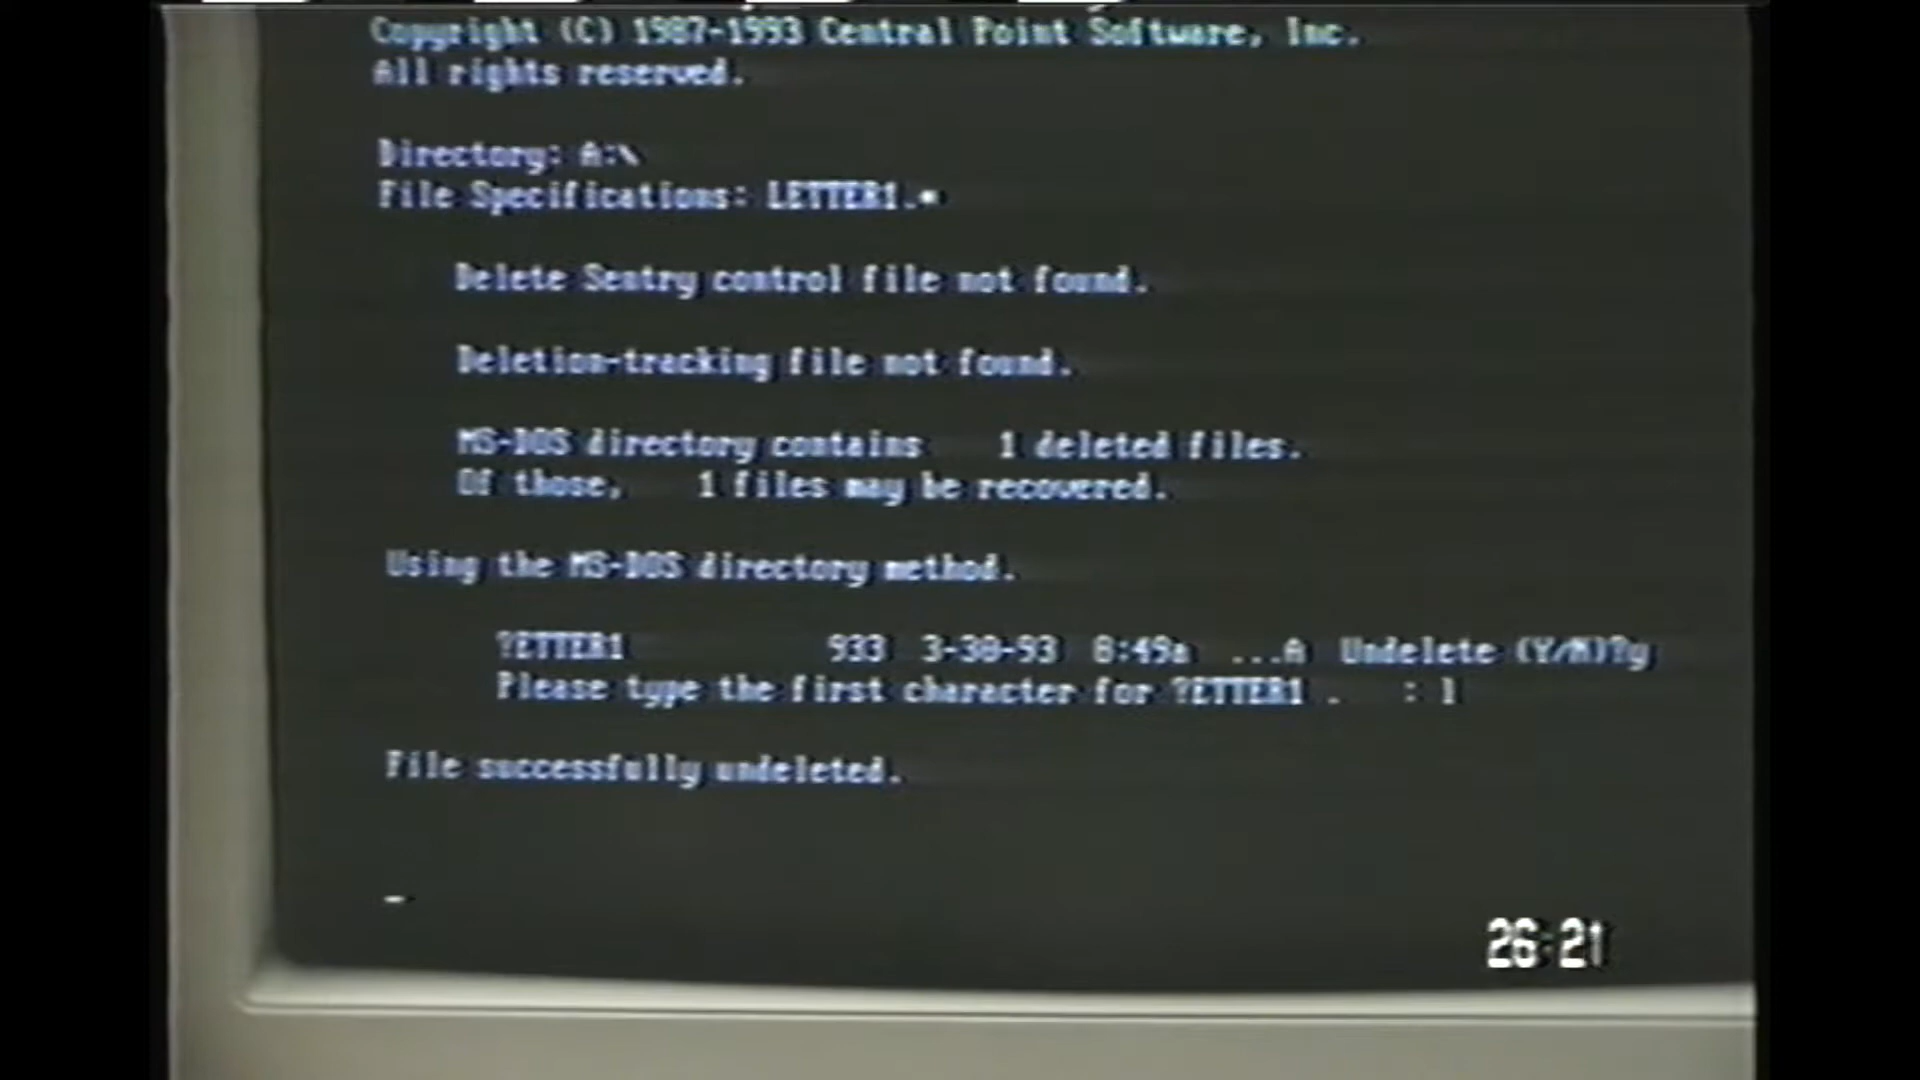 Copyright (C) 1987-1993 Central Point Software, Inc.
All rights reserved.
Directory: A:\
File Specifications: LETTER1.*
Delete Sentry control file not found.
Deletion-tracking file not found.
MS-DOS directory contains 1 deleted files.
Of those, 1 files may be recovered.
Using the MS-DOS directory method.
?ETTER1 933 3-30-93 8:49a ...A Undelete (Y/N)?y
Please type the first character for ?ETTER1 . : l
File successfully undeleted.
26:21